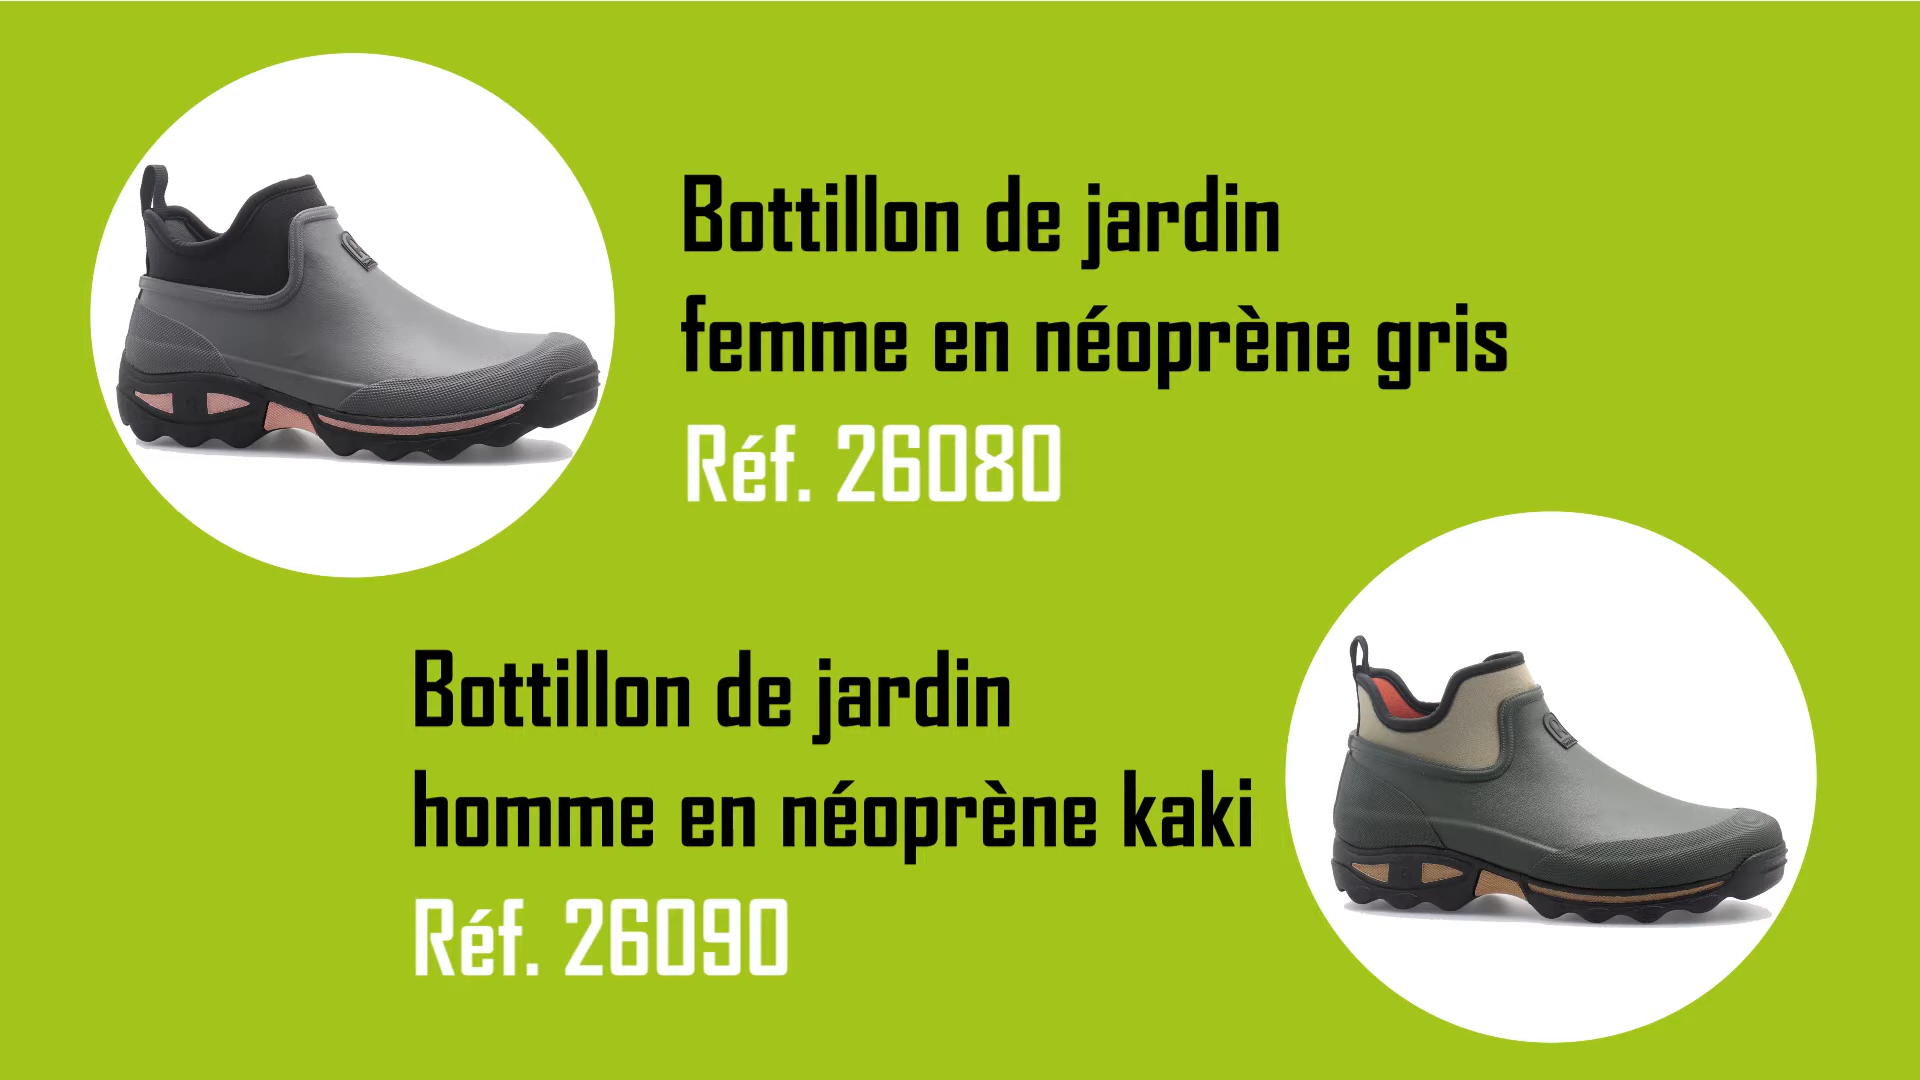 Bottillon de jardin
femme en néoprène gris
Réf. 26080
Bottillon de jardin
homme en néoprène kaki
Réf. 26090